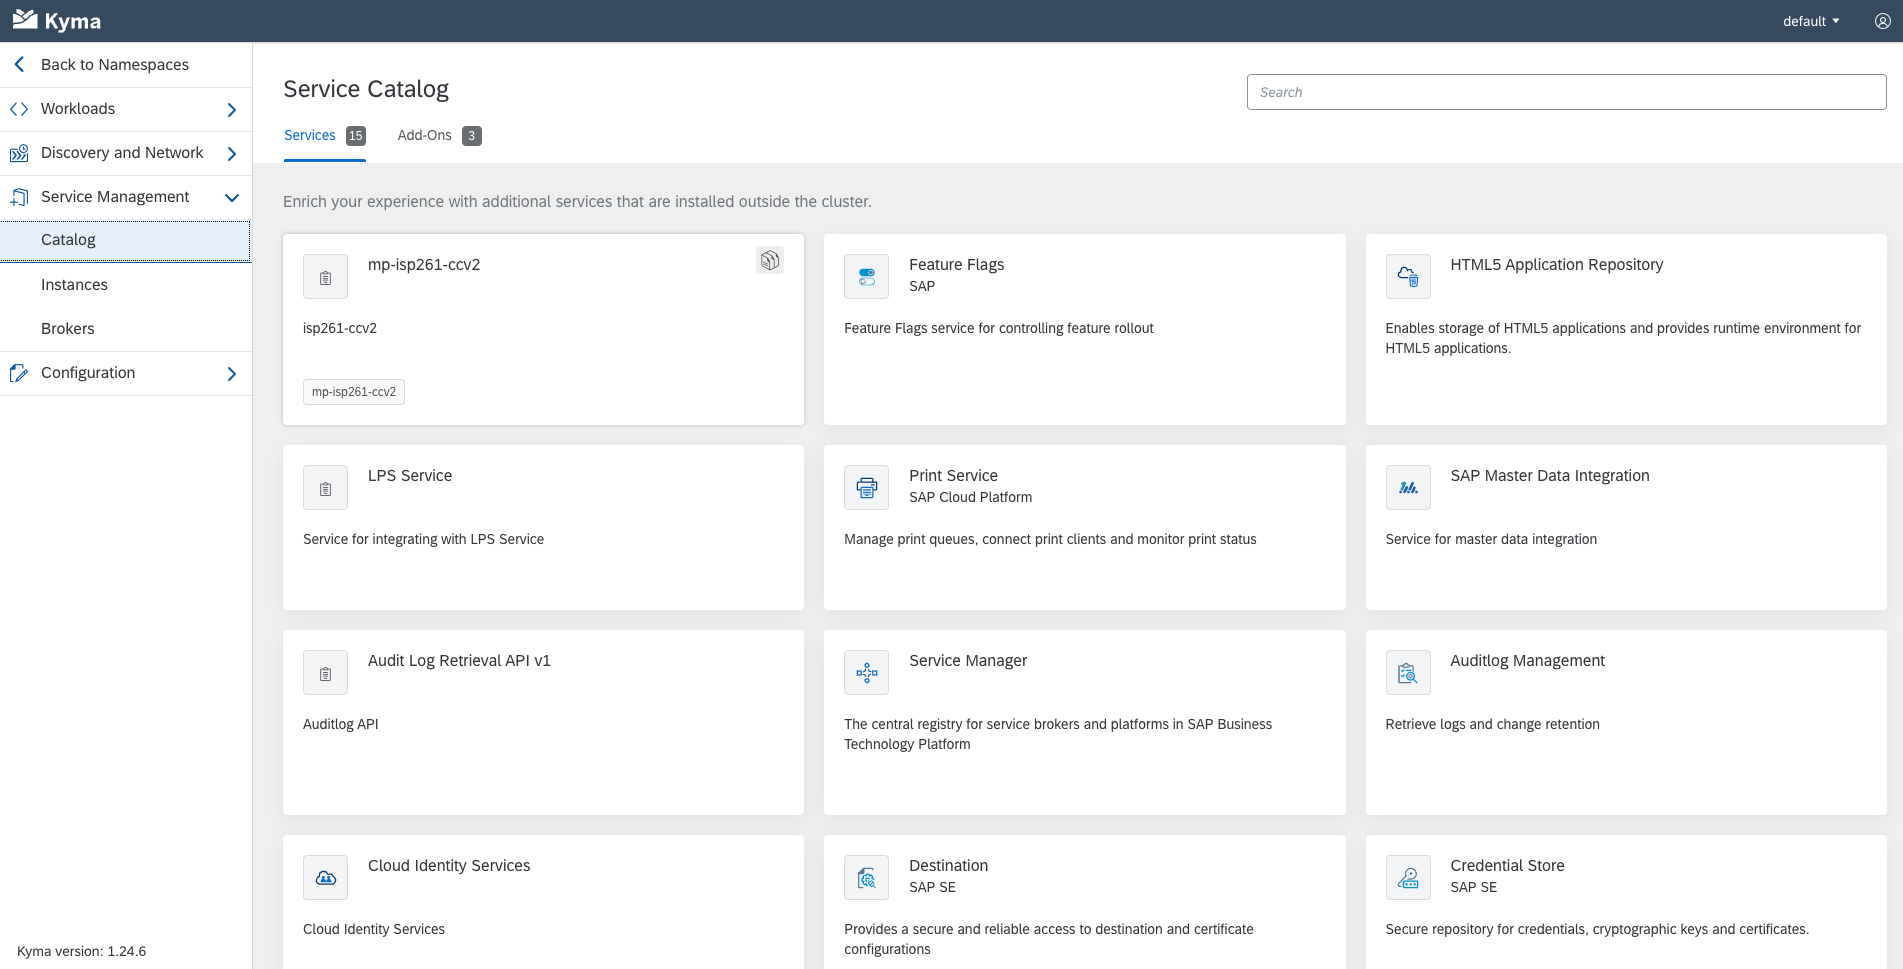 Kyma
default
Back to Namespaces
Workloads
Discovery and Network
Service Management
Catalog
Instances
Brokers
Configuration
Kyma version: 1.24.6
Service Catalog
Search
Services 15
Add-Ons 3
Enrich your experience with additional services that are installed outside the cluster.
mp-isp261-ccv2
isp261-ccv2
mp-isp261-ccv2
Feature Flags
SAP
Feature Flags service for controlling feature rollout
HTML5 Application Repository
Enables storage of HTML5 applications and provides runtime environment for
HTML5 applications.
LPS Service
Service for integrating with LPS Service
Print Service
SAP Cloud Platform
Manage print queues, connect print clients and monitor print status
SAP Master Data Integration
Service for master data integration
Audit Log Retrieval API v1
Auditlog API
Service Manager
The central registry for service brokers and platforms in SAP Business
Technology Platform
Auditlog Management
Retrieve logs and change retention
Cloud Identity Services
Cloud Identity Services
Destination
SAP SE
Provides a secure and reliable access to destination and certificate
configurations
Credential Store
SAP SE
Secure repository for credentials, cryptographic keys and certificates.